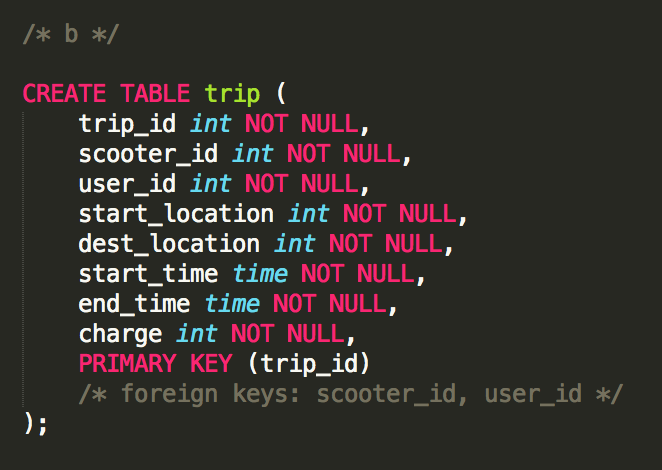 /* b */
CREATE TABLE trip (
trip_id int NOT NULL,
scooter_id int NOT NULL,
user_id int NOT NULL,
start_location int NOT NULL,
dest_location int NOT NULL,
start_time time NOT NULL,
end_time time NOT NULL,
charge int NOT NULL,
PRIMARY KEY (trip_id)
/* foreign keys: scooter_id, user_id */
);